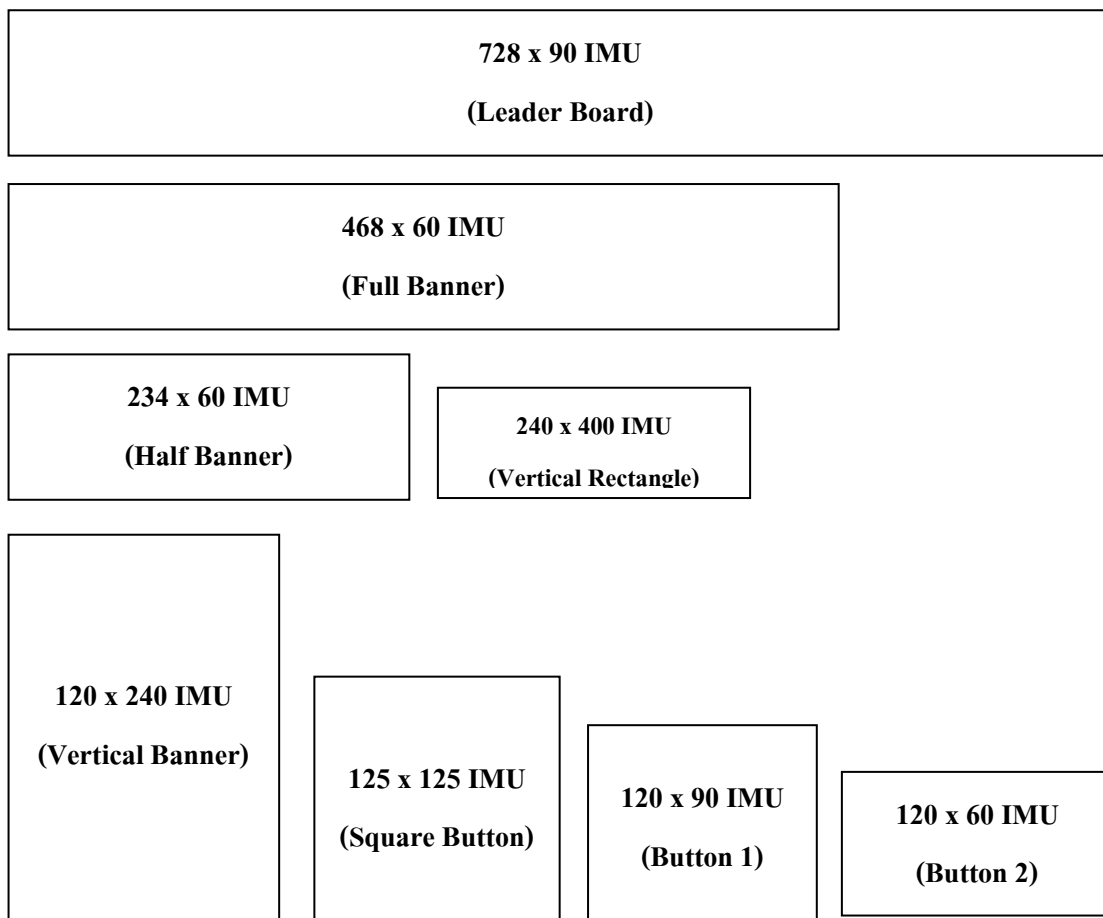 728 x 90 IMU
(Leader Board)
468 x 60 IMU
(Full Banner)
234 x 60 IMU
(Half Banner)
240 x 400 IMU
(Vertical Rectangle)
120 x 240 IMU
(Vertical Banner)
125 x 125 IMU
(Square Button)
120 x 90 IMU
(Button 1)
120 x 60 IMU
(Button 2)